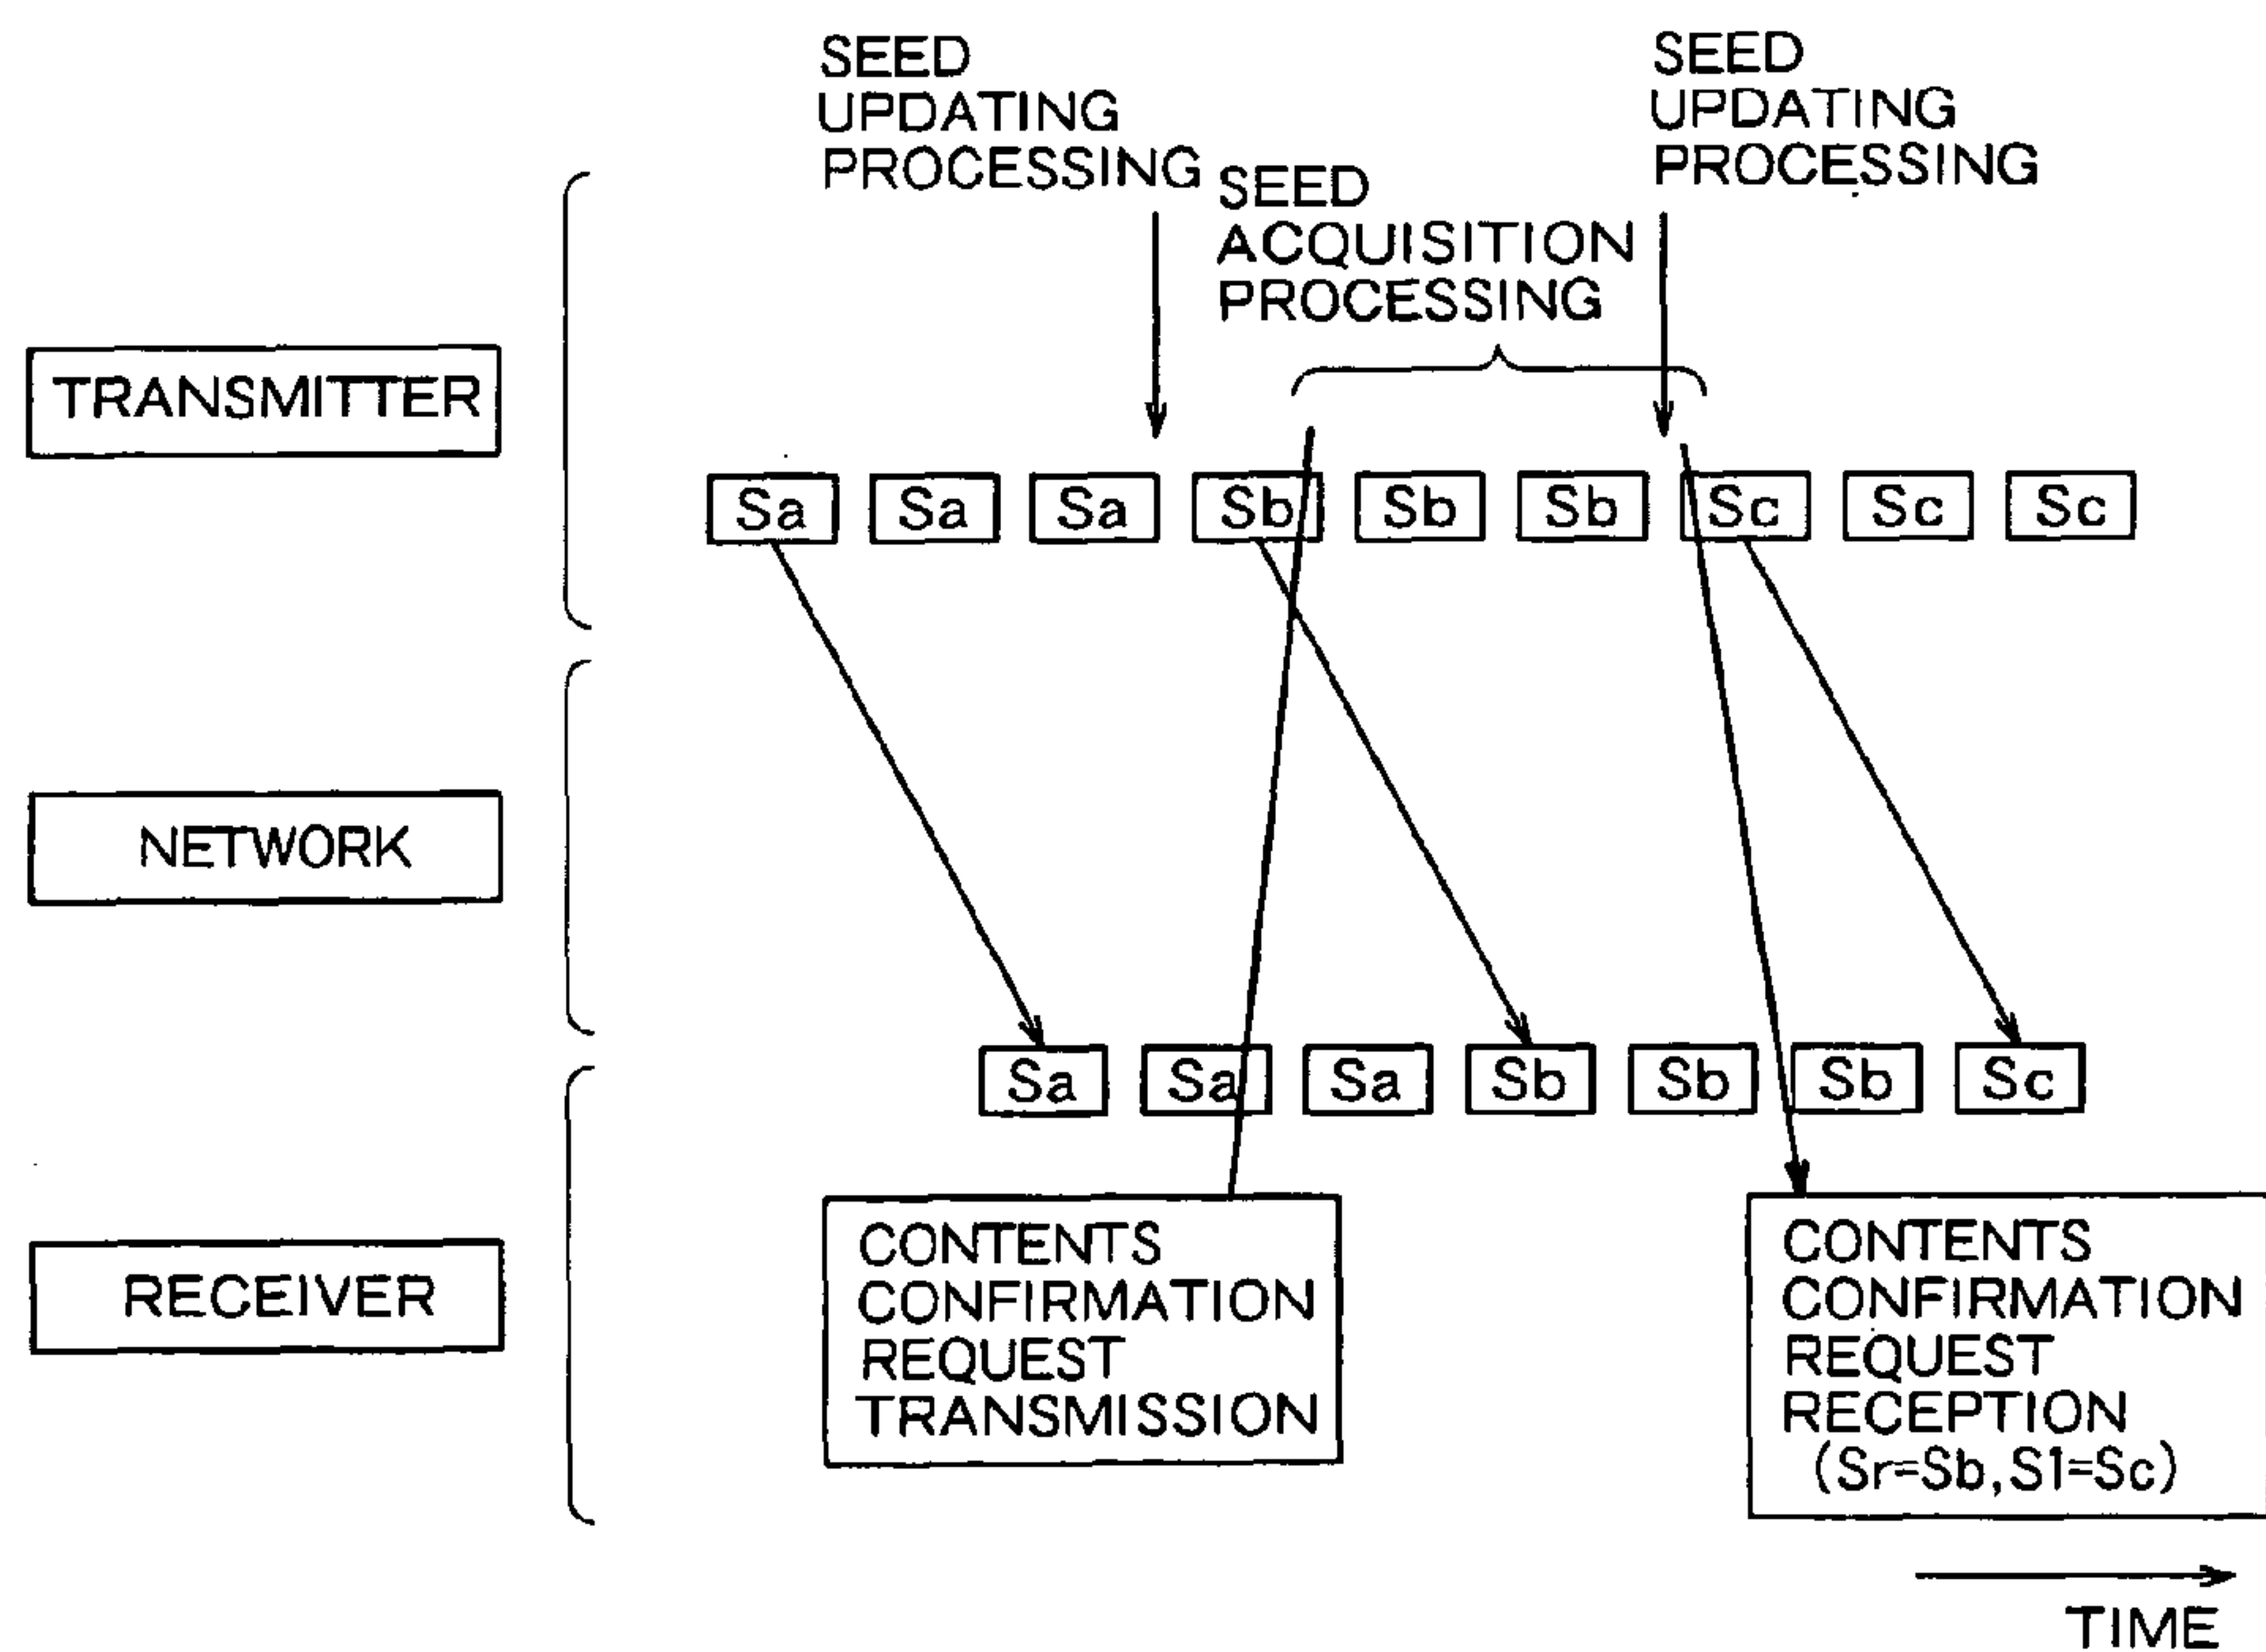 SEED
UPDATING
PROCESSING
SEED
ACQUISITION
PROCESSING
SEED
UPDATING
PROCESSING
TRANSMITTER
Sa Sa Sa Sb Sb Sb Sc Sc Sc
NETWORK
Sa Sa Sa Sb Sb Sb Sc
RECEIVER
CONTENTS
CONFIRMATION
REQUEST
TRANSMISSION
CONTENTS
CONFIRMATION
REQUEST
RECEPTION
(Sr=Sb,S1=Sc)
TIME